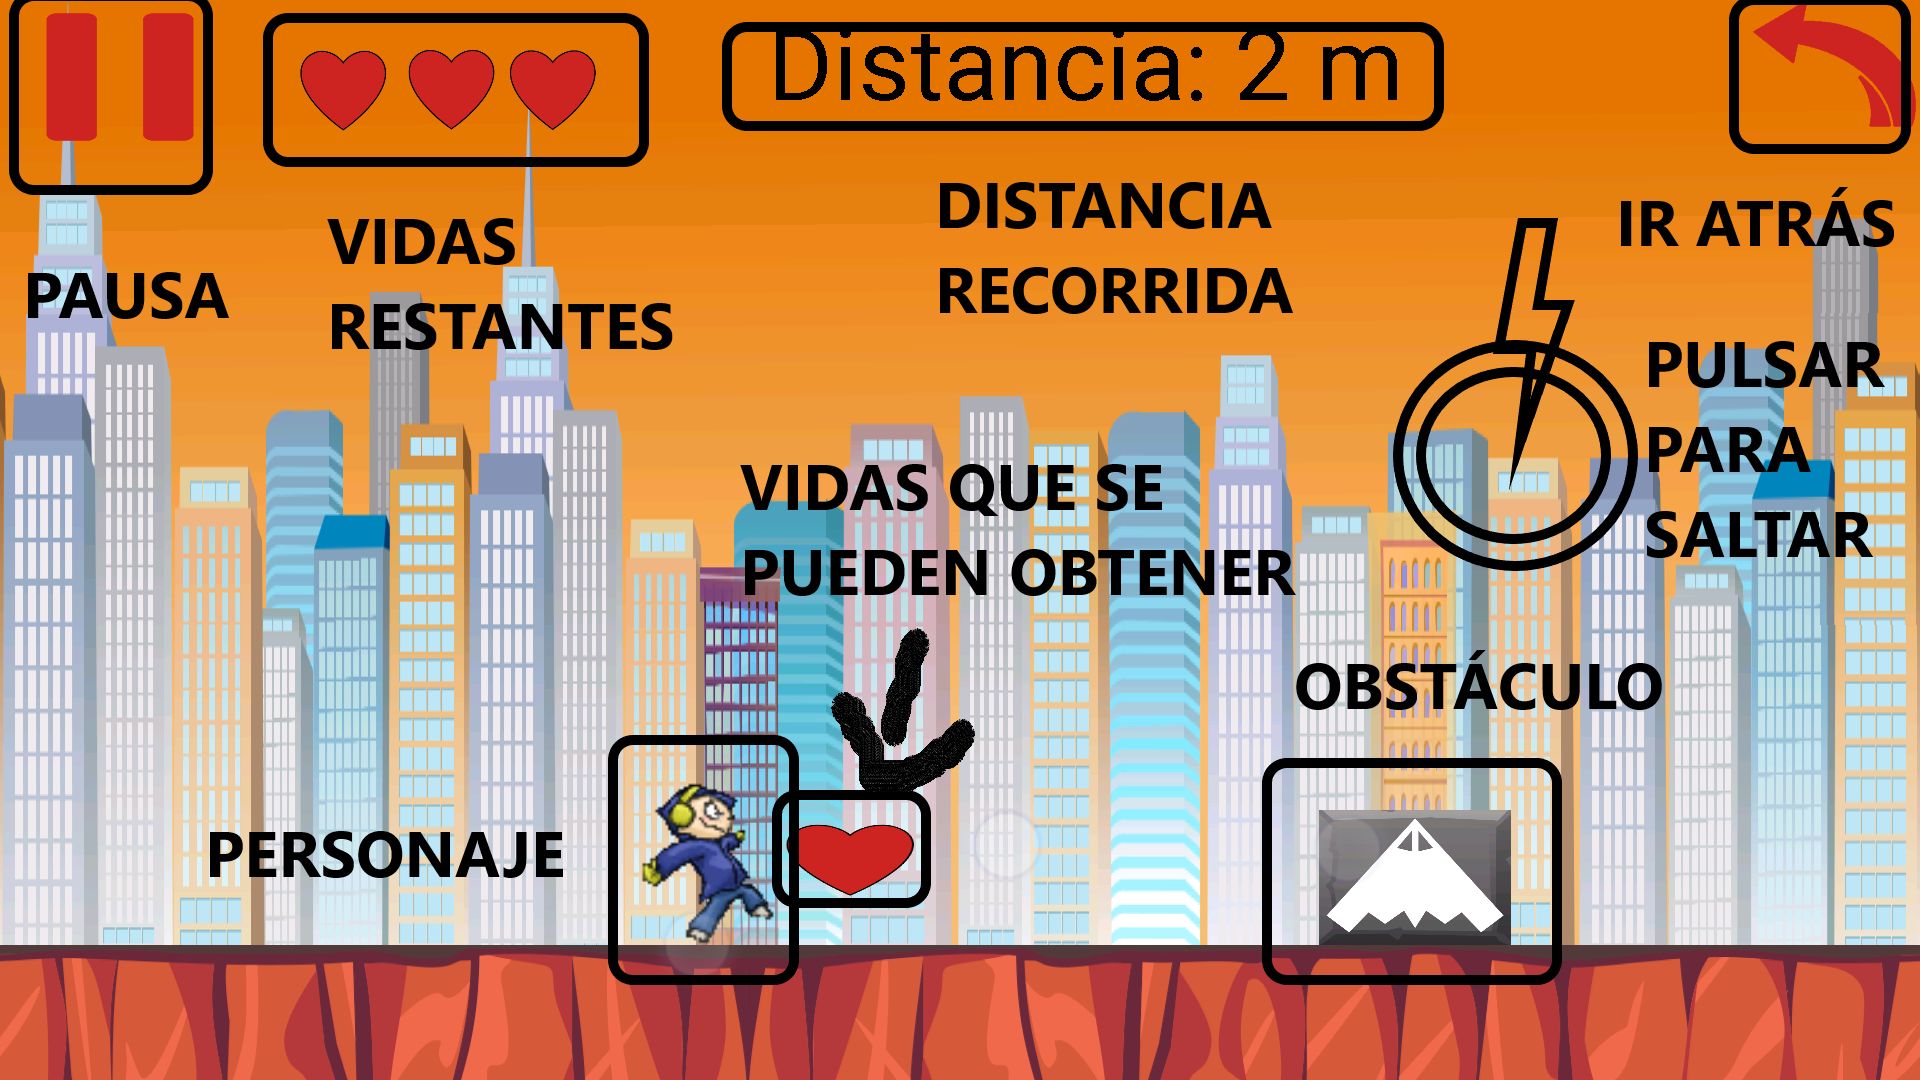 Distancia: 2 m
PAUSA
VIDAS
RESTANTES
DISTANCIA
RECORRIDA
IR ATRÁS
PULSAR
PARA
SALTAR
VIDAS QUE SE
PUEDEN OBTENER
OBSTÁCULO
PERSONAJE